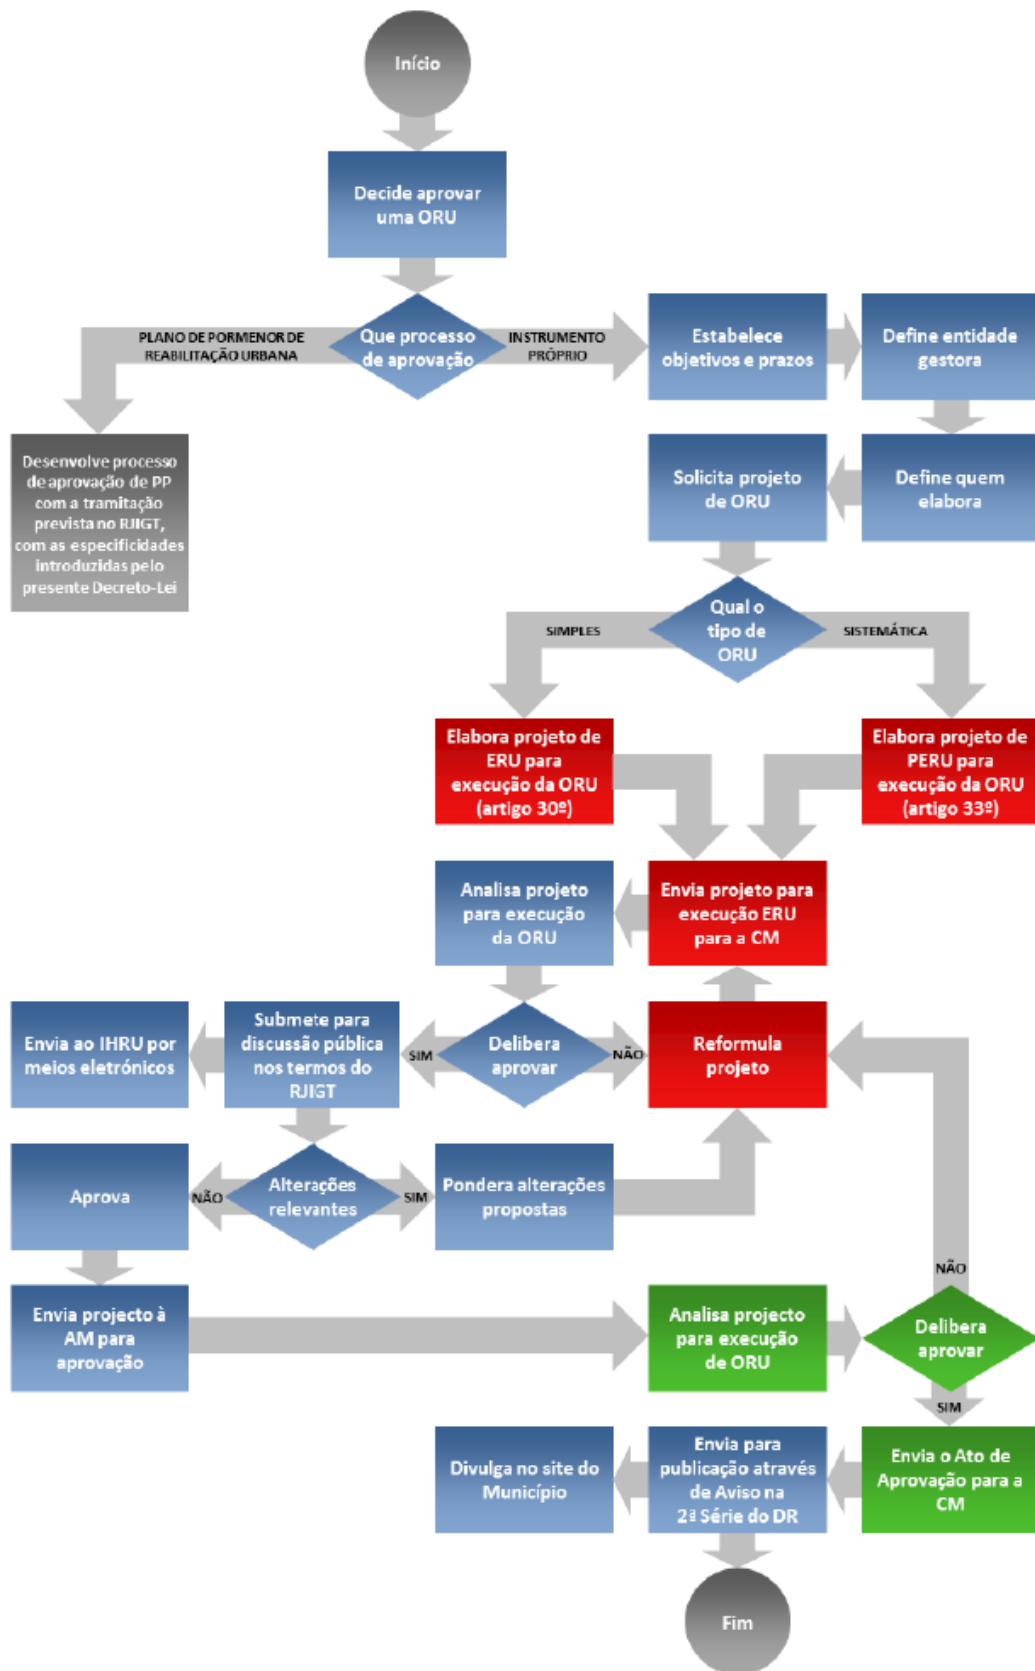 Início
Decide aprovar
uma ORU
Que processo
de aprovação
PLANO DE PORMENOR DE
REABILITAÇÃO URBANA
INSTRUMENTO
PRÓPRIO
Estabelece
objetivos e prazos
Define entidade
gestora
Desenvolve processo
de aprovação de PP
com a tramitação
prevista no RJIGT,
com as especificidades
introduzidas pelo
presente Decreto-Lei
Solicita projeto
de ORU
Define quem
elabora
Qual o
tipo de
ORU
SIMPLES
SISTEMÁTICA
Elabora projeto de
ERU para
execução da ORU
(artigo 30º)
Elabora projeto de
PERU para
execução da ORU
(artigo 33º)
Analisa projeto
para execução
da ORU
Envia projeto para
execução ERU
para a CM
Envia ao IHRU por
meios eletrónicos
Submete para
discussão pública
nos termos do
RJIGT
SIM
Delibera
aprovar
NÃO
Reformula
projeto
Aprova
NÃO
Alterações
relevantes
SIM
Pondera alterações
propostas
NÃO
Envia projecto à
AM para
aprovação
Analisa projecto
para execução
de ORU
Delibera
aprovar
SIM
Divulga no site do
Município
Envia para
publicação através
de Aviso na
2ª Série do DR
Envia o Ato de
Aprovação para a
CM
Fim